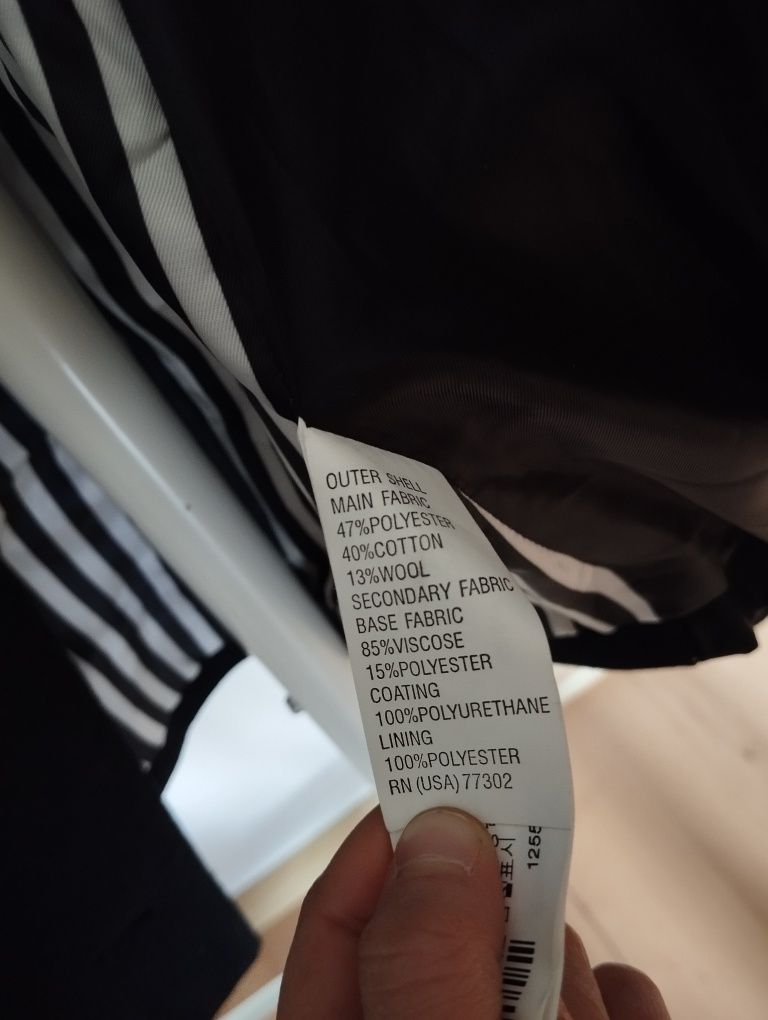 OUTER SHELL
MAIN FABRIC
47%POLYESTER
40%COTTON
13%WOOL
SECONDARY FABRIC
BASE FABRIC
85%VISCOSE
15%POLYESTER
COATING
100%POLYURETHANE
LINING
100%POLYESTER
RN (USA) 77302